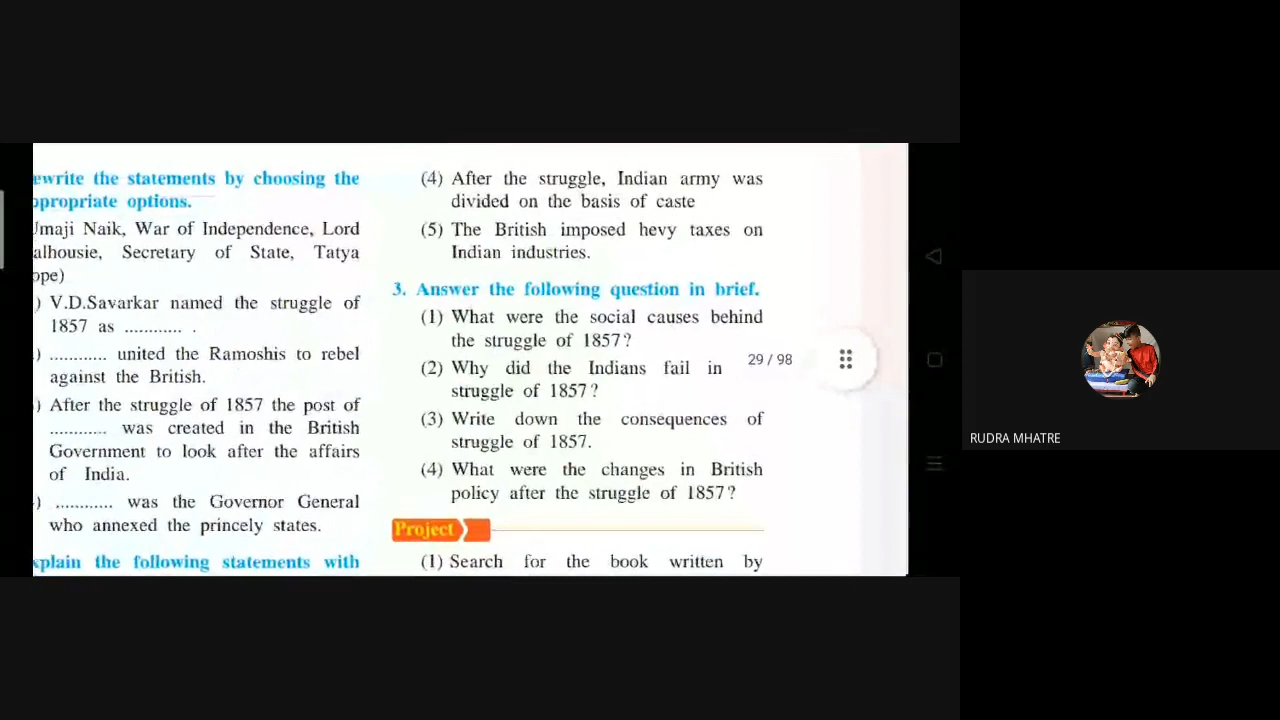 ewrite the statements by choosing the
propriate options.
Umaji Naik, War of Independence, Lord
alhousie, Secretary of State, Tatya
ope)
) V.D.Savarkar named the struggle of
1857 as ............ .
) ............ united the Ramoshis to rebel
against the British.
) After the struggle of 1857 the post of
............ was created in the British
Government to look after the affairs
of India.
) ............ was the Governor General
who annexed the princely states.
xplain the following statements with
(4) After the struggle, Indian army was
divided on the basis of caste
(5) The British imposed hevy taxes on
Indian industries.
3. Answer the following question in brief.
(1) What were the social causes behind
the struggle of 1857?
(2) Why did the Indians fail in
struggle of 1857?
(3) Write down the consequences of
struggle of 1857.
(4) What were the changes in British
policy after the struggle of 1857?
Project
(1) Search for the book written by
29 / 98
RUDRA MHATRE